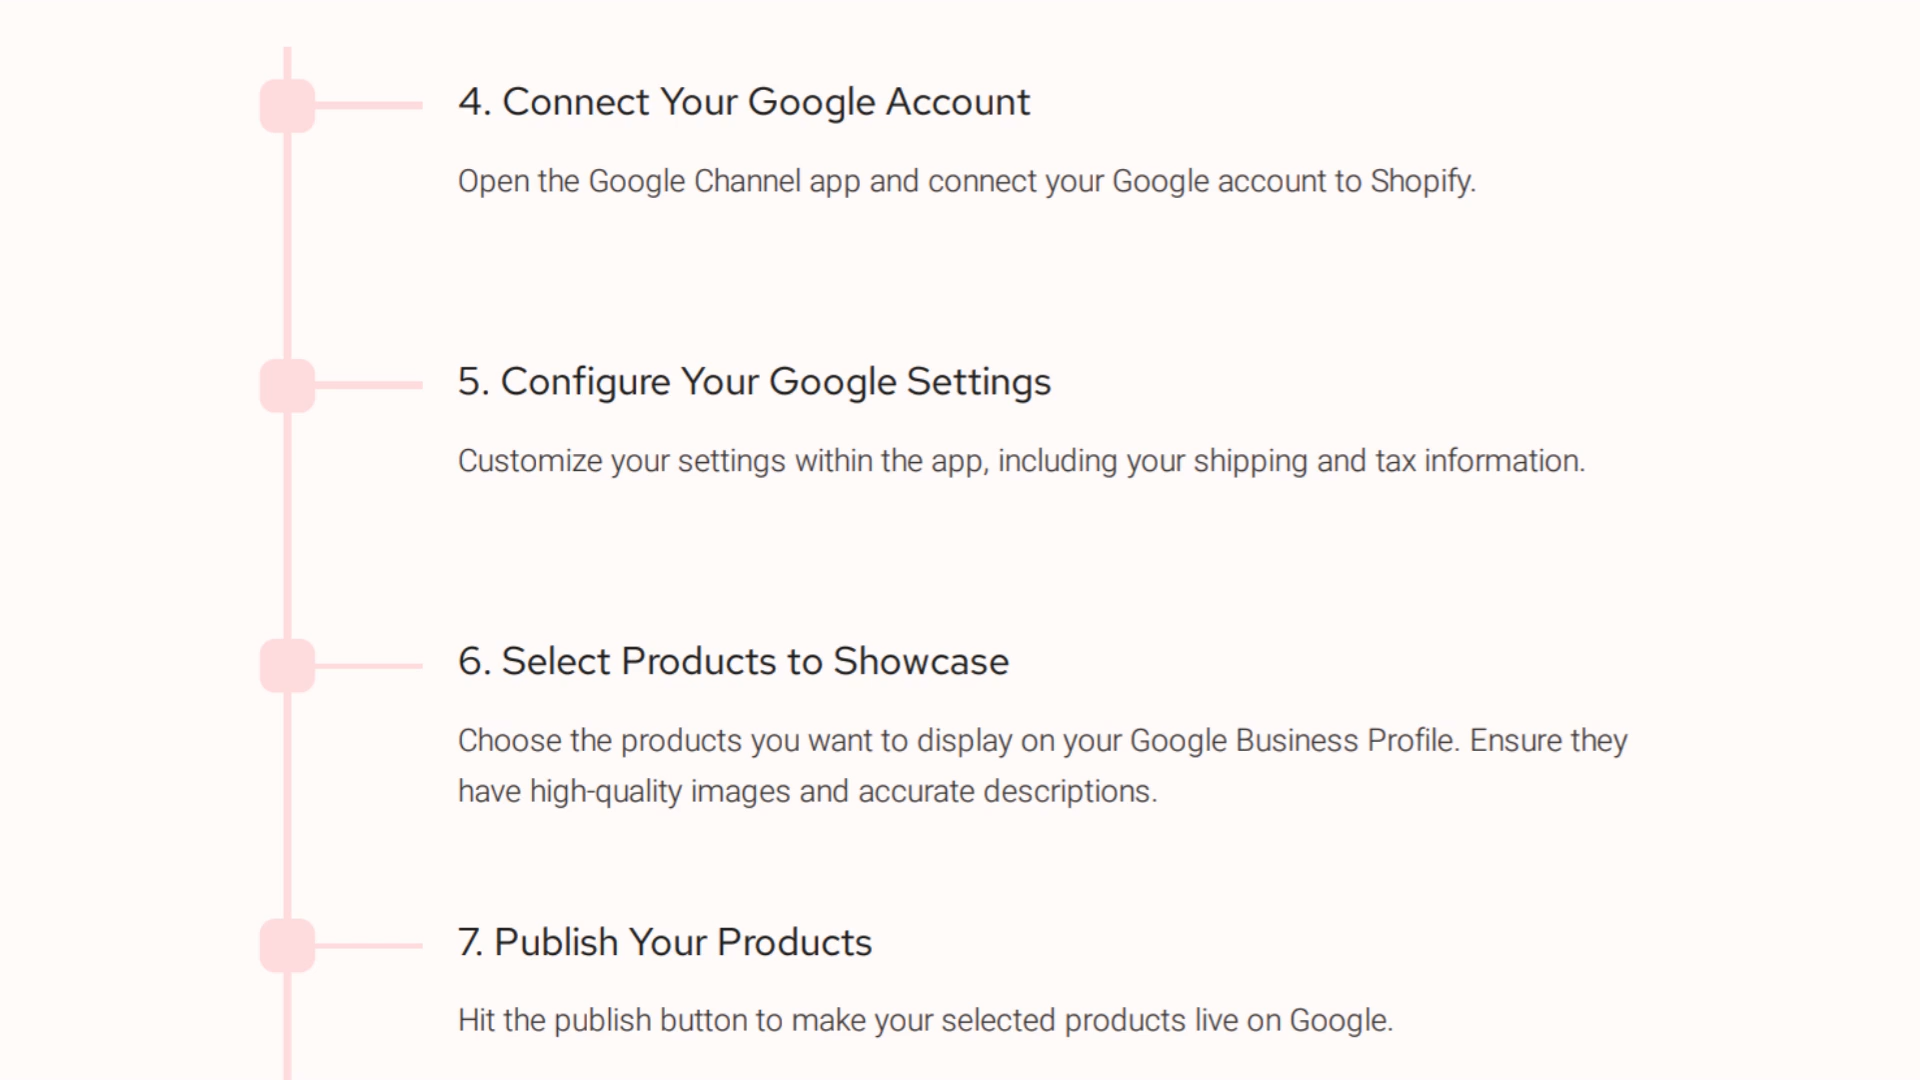 4. Connect Your Google Account
Open the Google Channel app and connect your Google account to Shopify.
5. Configure Your Google Settings
Customize your settings within the app, including your shipping and tax information.
6. Select Products to Showcase
Choose the products you want to display on your Google Business Profile. Ensure they
have high-quality images and accurate descriptions.
7. Publish Your Products
Hit the publish button to make your selected products live on Google.